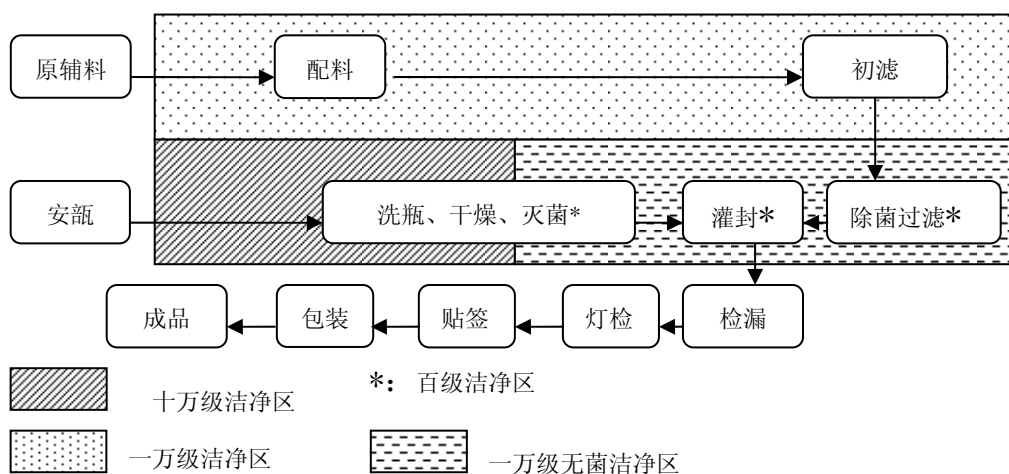 原辅料
配料
初滤
安瓿
洗瓶、干燥、灭菌*
灌封*
除菌过滤*
成品
包装
贴签
灯检
检漏
十万级洁净区
*：百级洁净区
一万级洁净区
一万级无菌洁净区